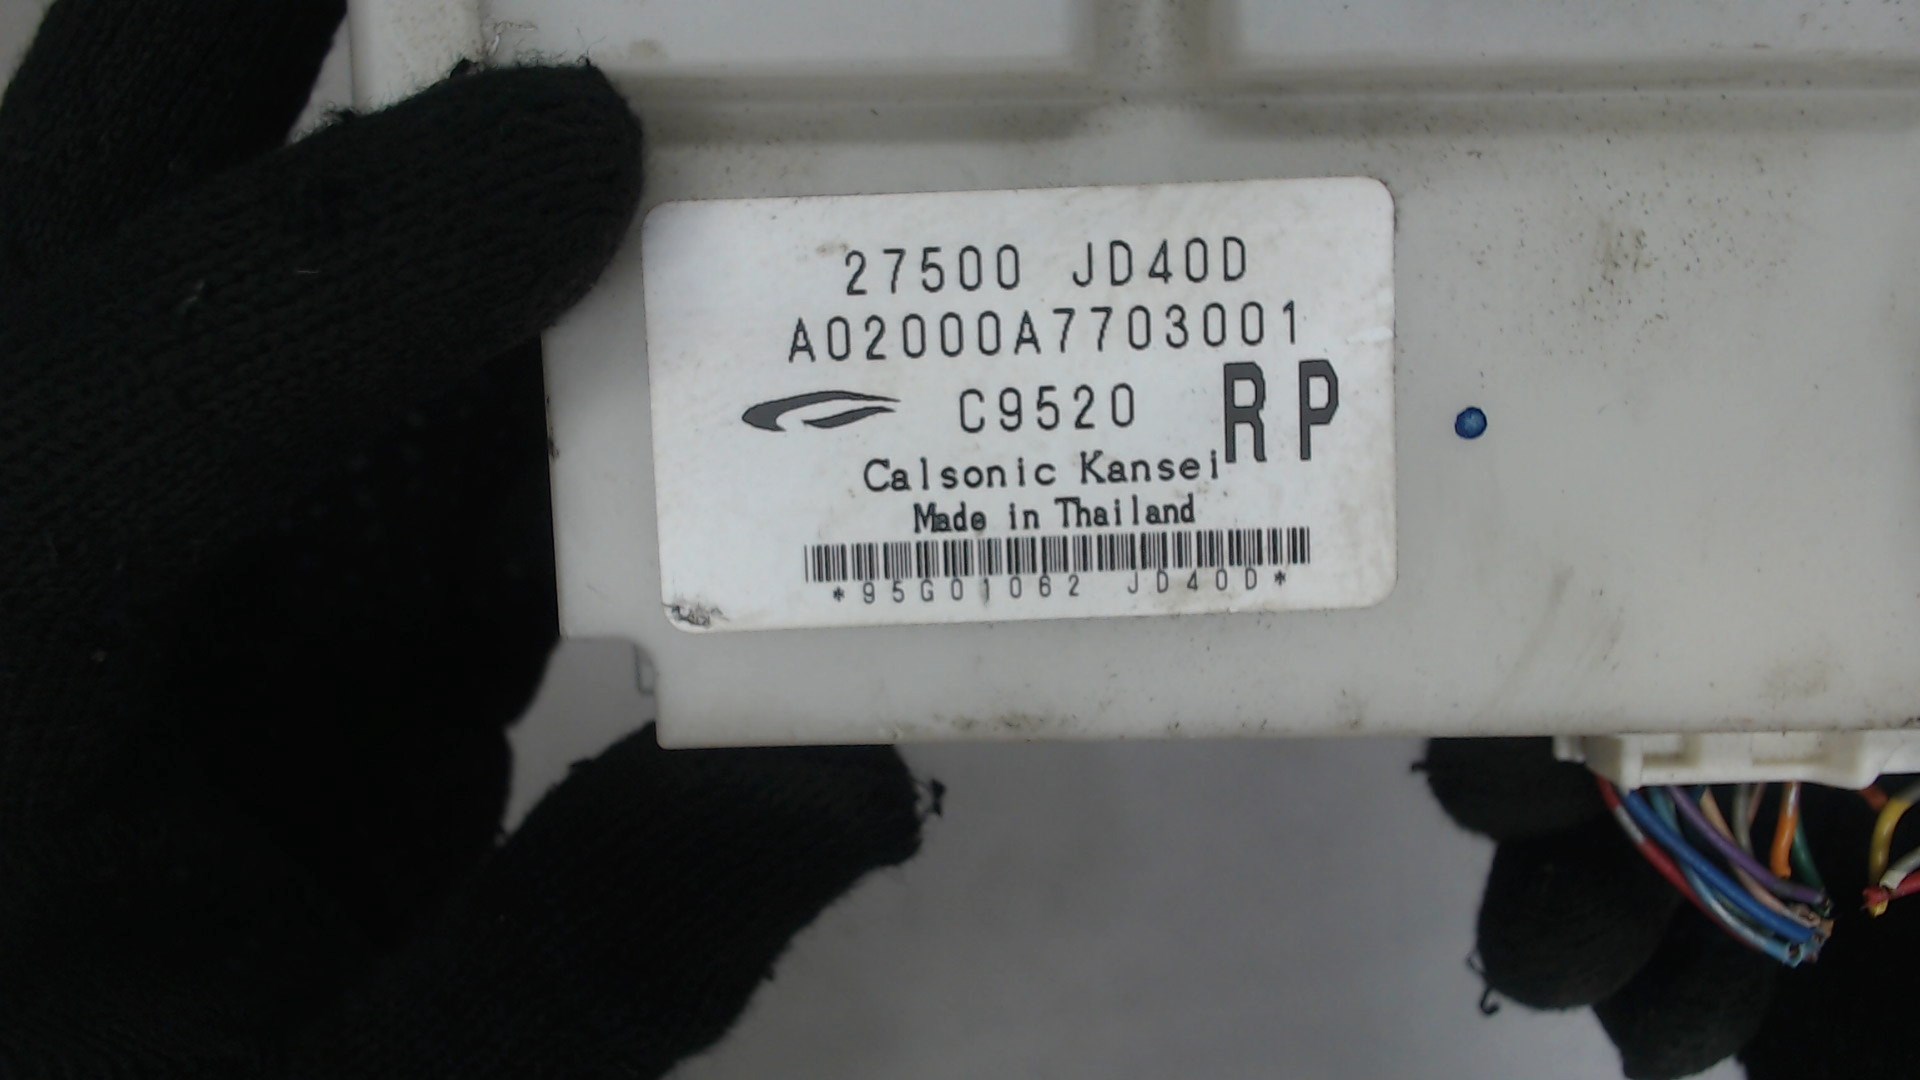 27500 JD40D
A02000A7703001
C9520 RP
Calsonic Kansei
Made in Thailand
*95G01062 JD40D*